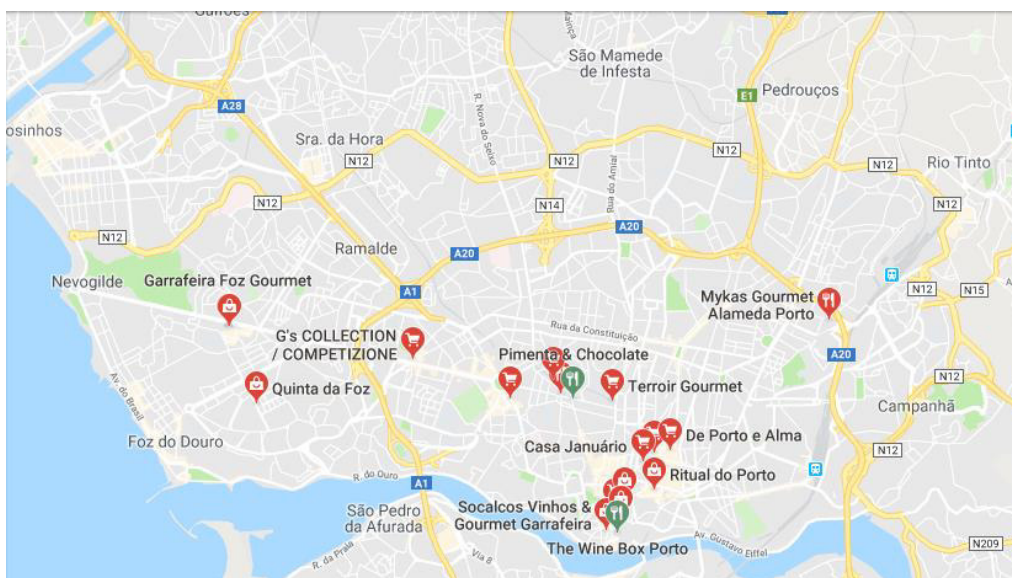 São Mamede
de Infesta
Pedrouços
E1
A28
R. Nova do Seixo
Rua do Amial
osinhos
Sra. da Hora
N12
N12
N12
N12
Rio Tinto
N12
N14
N12
N12
A20
Ramalde
A20
Nevogilde
Garrafeira Foz Gourmet
A1
N15
Mykas Gourmet
Alameda Porto
G's COLLECTION
/ COMPETIZIONE
Rua da Constituição
Pimenta & Chocolate
A20
Av. do Brasil
Quinta da Foz
Terroir Gourmet
Campanhã
Foz do Douro
Casa Januário
De Porto e Alma
N12
R. do Ouro
A1
Ritual do Porto
São Pedro
da Afurada
Socalcos Vinhos &
Gourmet Garrafeira
The Wine Box Porto
Av. Gustavo Eiffel
R. da Praia
Via 8
N209